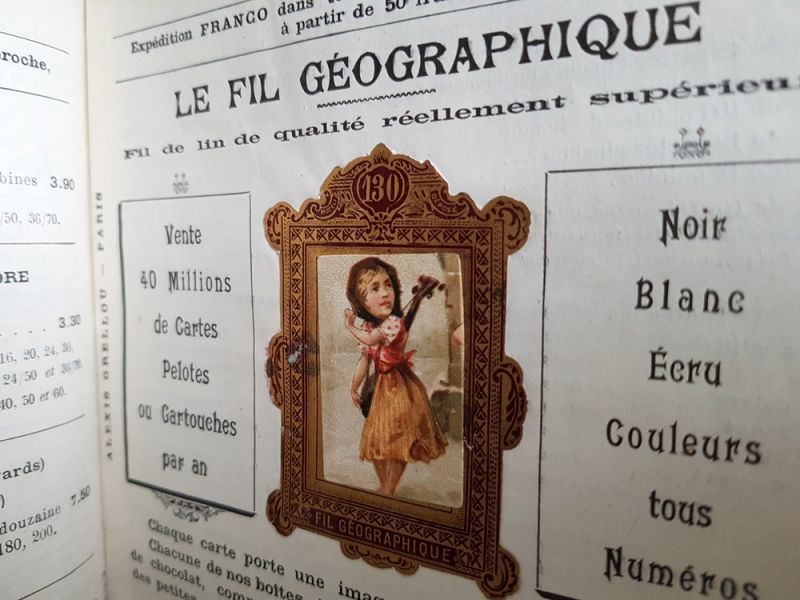 roche,
bines 3.90
/50. 36/70.
DRE
. . . . 3.30
16, 20, 24, 30.
24/50 et 36/70.
40, 50 et 60.
ards)
)
douzaine 7.50
180, 200.
ALEXIS GRELLOU — PARIS
Expédition FRANCO dans
à partir de 50
LE FIL GÉOGRAPHIQUE
Fil de lin de qualité réellement supérieu
Vente
40 Millions
de Cartes
Pelotes
ou Cartouches
par an
130
FIL GÉOGRAPHIQUE
Noir
Blanc
Écru
Couleurs
tous
Numéros
Chaque carte porte une imag
Chacune de nos boîtes
de chocolat, com
des petites